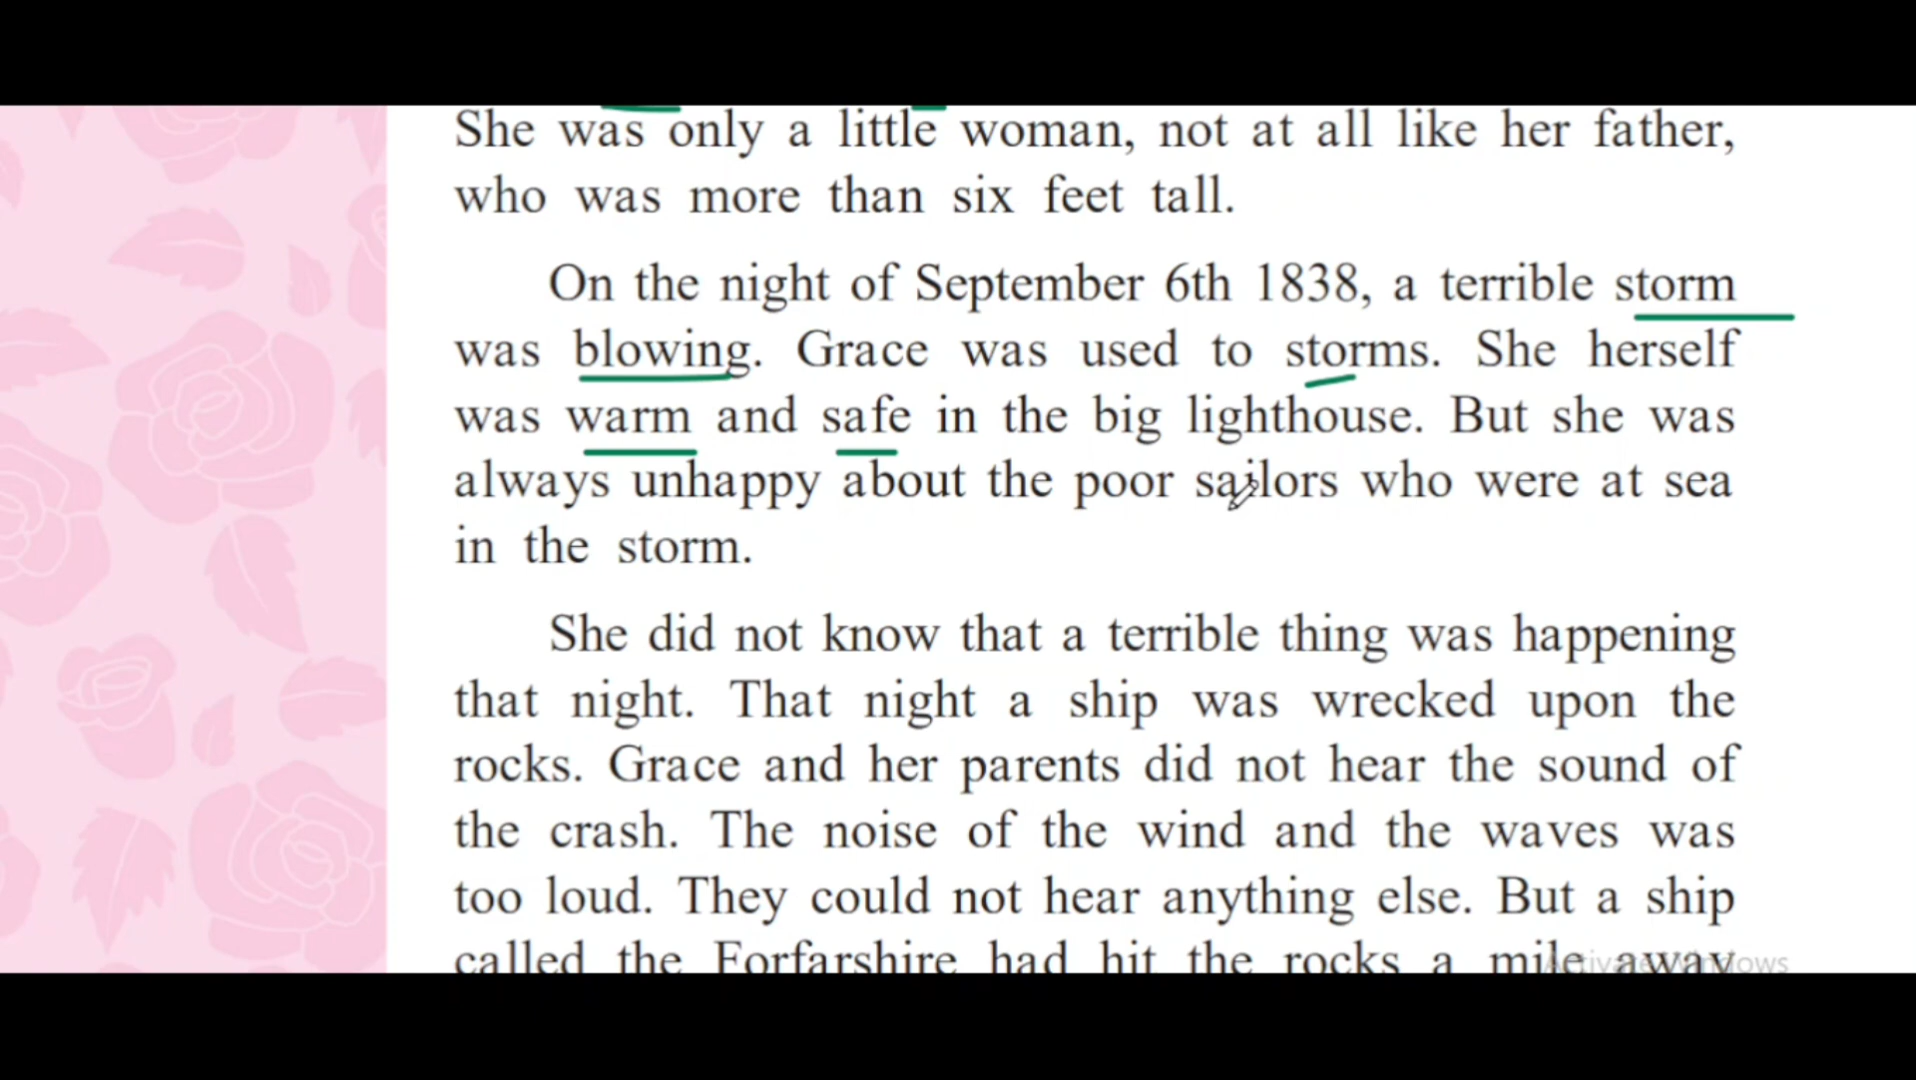 She was only a little woman, not at all like her father,
who was more than six feet tall.
On the night of September 6th 1838, a terrible storm
was blowing. Grace was used to storms. She herself
was warm and safe in the big lighthouse. But she was
always unhappy about the poor sailors who were at sea
in the storm.
She did not know that a terrible thing was happening
that night. That night a ship was wrecked upon the
rocks. Grace and her parents did not hear the sound of
the crash. The noise of the wind and the waves was
too loud. They could not hear anything else. But a ship
called the Forfarshire had hit the rocks a mile away
Activate Windows